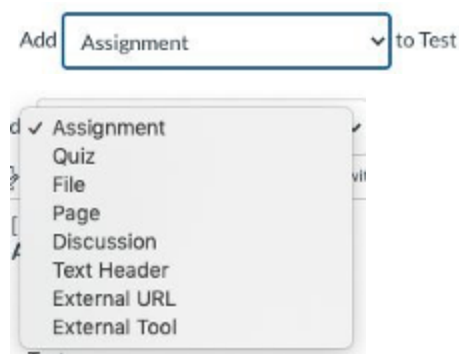 Add Assignment to Test
✓ Assignment
Quiz
File
Page
Discussion
Text Header
External URL
External Tool